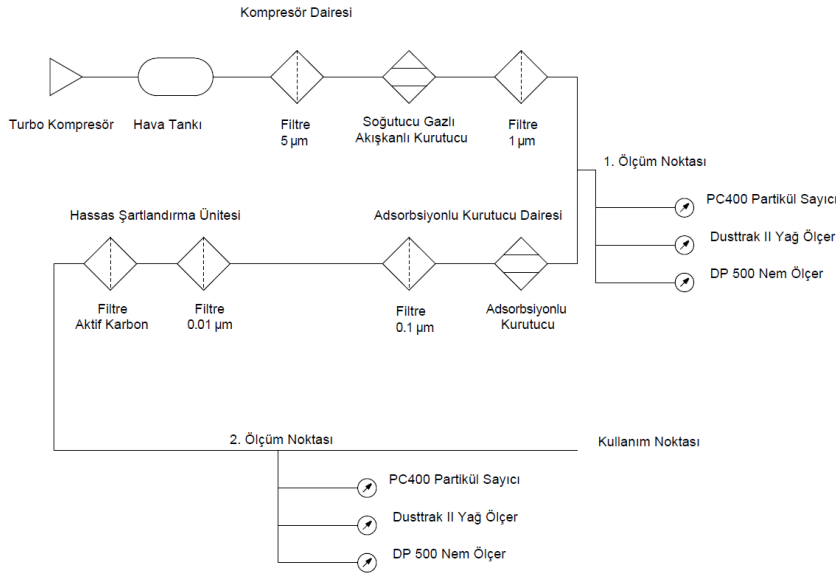 Kompresör Dairesi
Turbo Kompresör
Hava Tankı
Filtre
5 µm
Soğutucu Gazlı
Akışkanlı Kurutucu
Filtre
1 µm
1. Ölçüm Noktası
PC400 Partikül Sayıcı
Dusttrak II Yağ Ölçer
DP 500 Nem Ölçer
Hassas Şartlandırma Ünitesi
Adsorbsiyonlu Kurutucu Dairesi
Filtre
Aktif Karbon
Filtre
0.01 µm
Filtre
0.1 µm
Adsorbsiyonlu
Kurutucu
2. Ölçüm Noktası
Kullanım Noktası
PC400 Partikül Sayıcı
Dusttrak II Yağ Ölçer
DP 500 Nem Ölçer